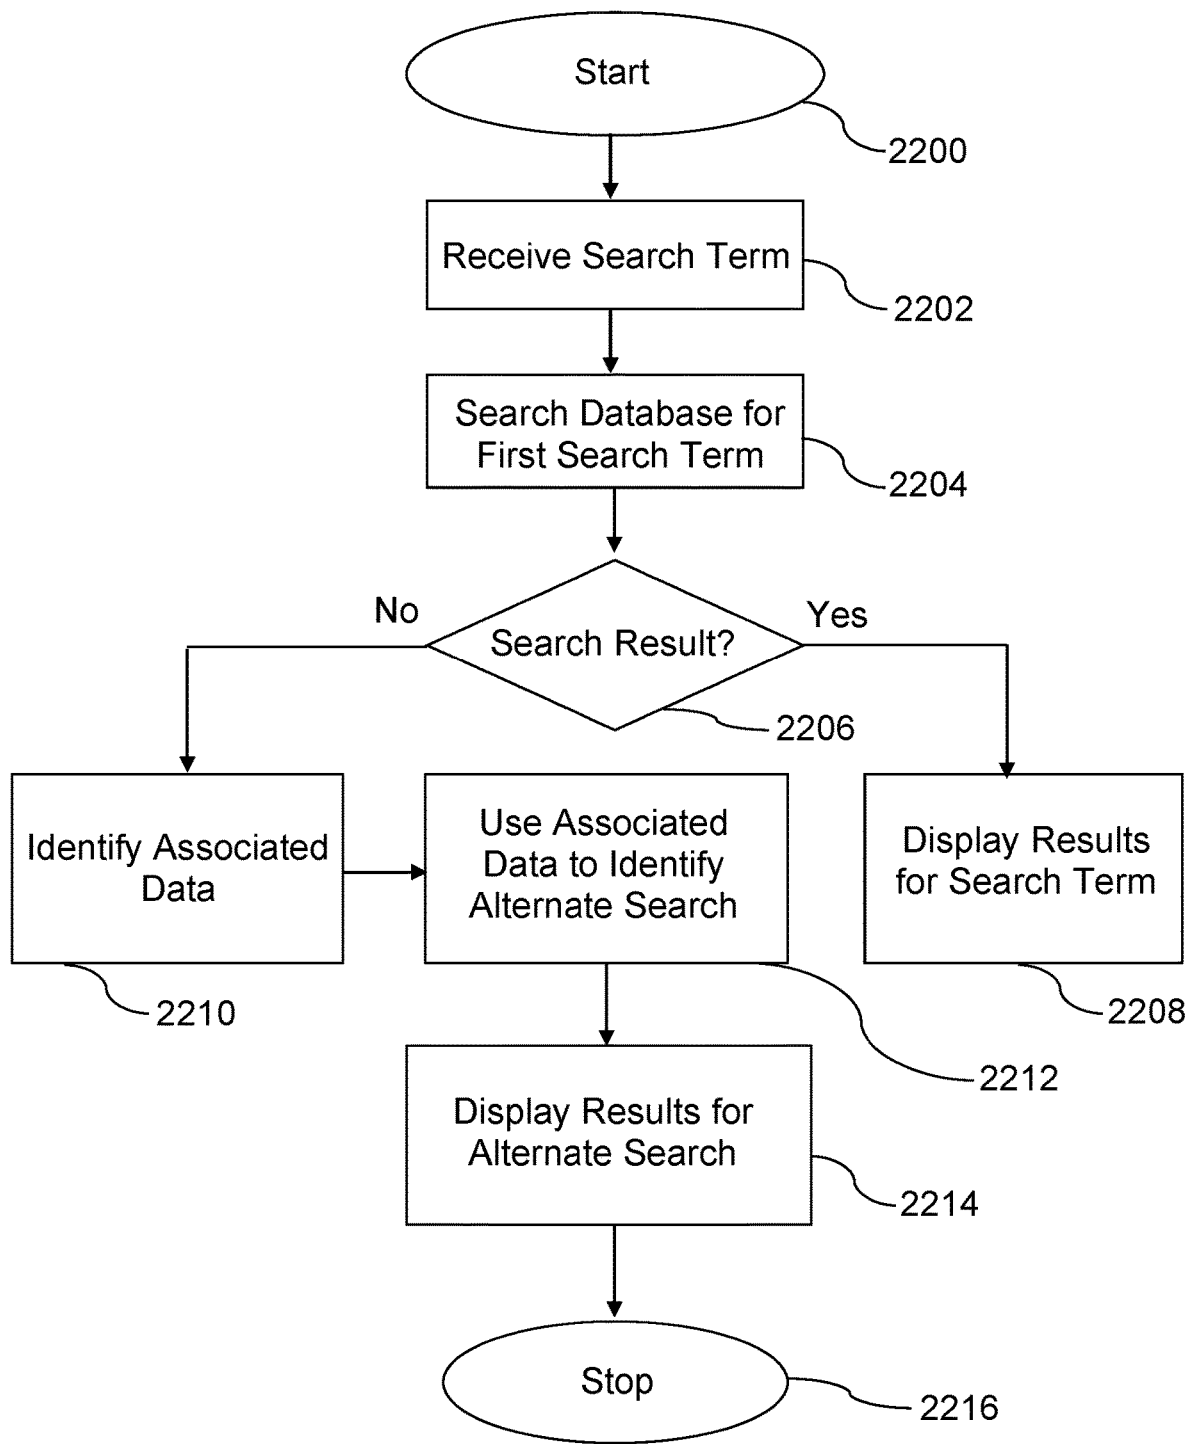 Start
2200
Receive Search Term
2202
Search Database for
First Search Term
2204
No
Yes
Search Result?
2206
Identify Associated
Data
2210
Use Associated
Data to Identify
Alternate Search
2212
Display Results
for Search Term
2208
Display Results for
Alternate Search
2214
Stop
2216